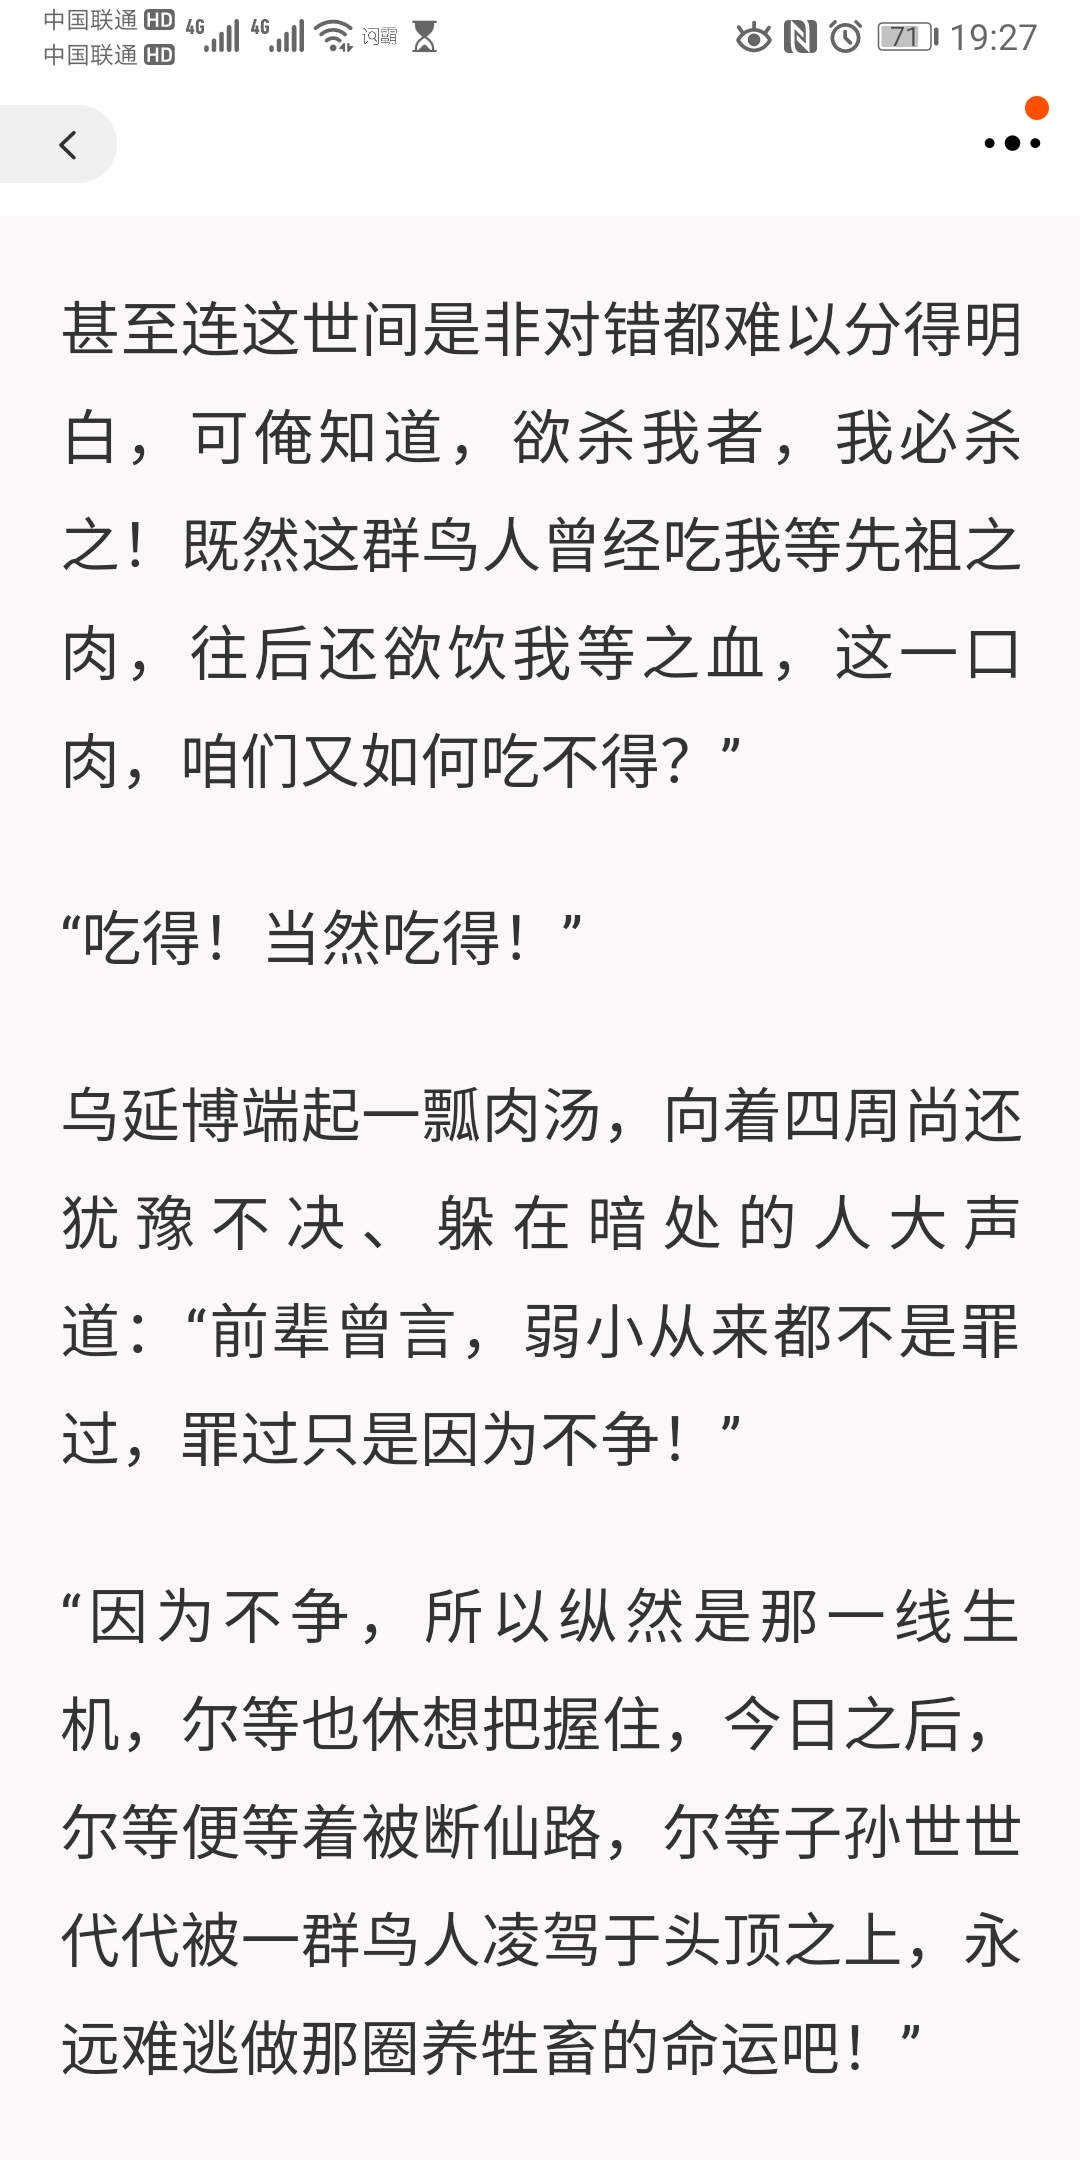 中国联通 HD 4G 4G 71 19:27
中国联通 HD
甚至连这世间是非对错都难以分得明
白，可俺知道，欲杀我者，我必杀
之！既然这群鸟人曾经吃我等先祖之
肉，往后还欲饮我等之血，这一口
肉，咱们又如何吃不得？”
“吃得！当然吃得！”
乌延博端起一瓢肉汤，向着四周尚还
犹豫不决、躲在暗处的人大声
道：“前辈曾言，弱小从来都不是罪
过，罪过只是因为不争！”
“因为不争，所以纵然是那一线生
机，尔等也休想把握住，今日之后，
尔等便等着被断仙路，尔等子孙世世
代代被一群鸟人凌驾于头顶之上，永
远难逃做那圈养牲畜的命运吧！”